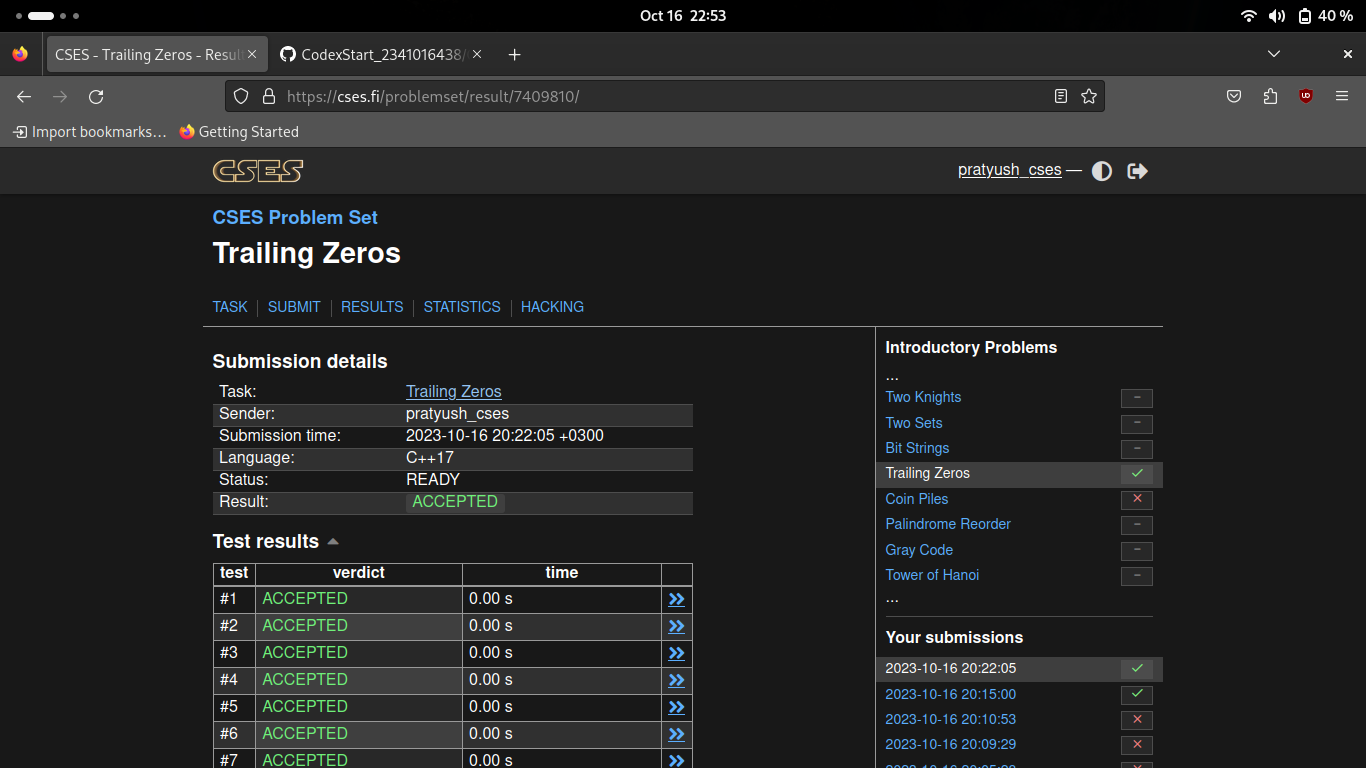 Oct 16 22:53
40 %
CSES - Trailing Zeros - Resul
CodexStart_2341016438/
https://cses.fi/problemset/result/7409810/
Import bookmarks...
Getting Started
CSES
pratyush_cses —
CSES Problem Set
Trailing Zeros
TASK | SUBMIT | RESULTS | STATISTICS | HACKING
Submission details
Task: Trailing Zeros
Sender: pratyush_cses
Submission time: 2023-10-16 20:22:05 +0300
Language: C++17
Status: READY
Result: ACCEPTED
Test results
test verdict time
#1 ACCEPTED 0.00 s
#2 ACCEPTED 0.00 s
#3 ACCEPTED 0.00 s
#4 ACCEPTED 0.00 s
#5 ACCEPTED 0.00 s
#6 ACCEPTED 0.00 s
#7 ACCEPTED 0.00 s
Introductory Problems
...
Two Knights –
Two Sets –
Bit Strings –
Trailing Zeros ✓
Coin Piles ×
Palindrome Reorder –
Gray Code –
Tower of Hanoi –
...
Your submissions
2023-10-16 20:22:05 ✓
2023-10-16 20:15:00 ✓
2023-10-16 20:10:53 ×
2023-10-16 20:09:29 ×